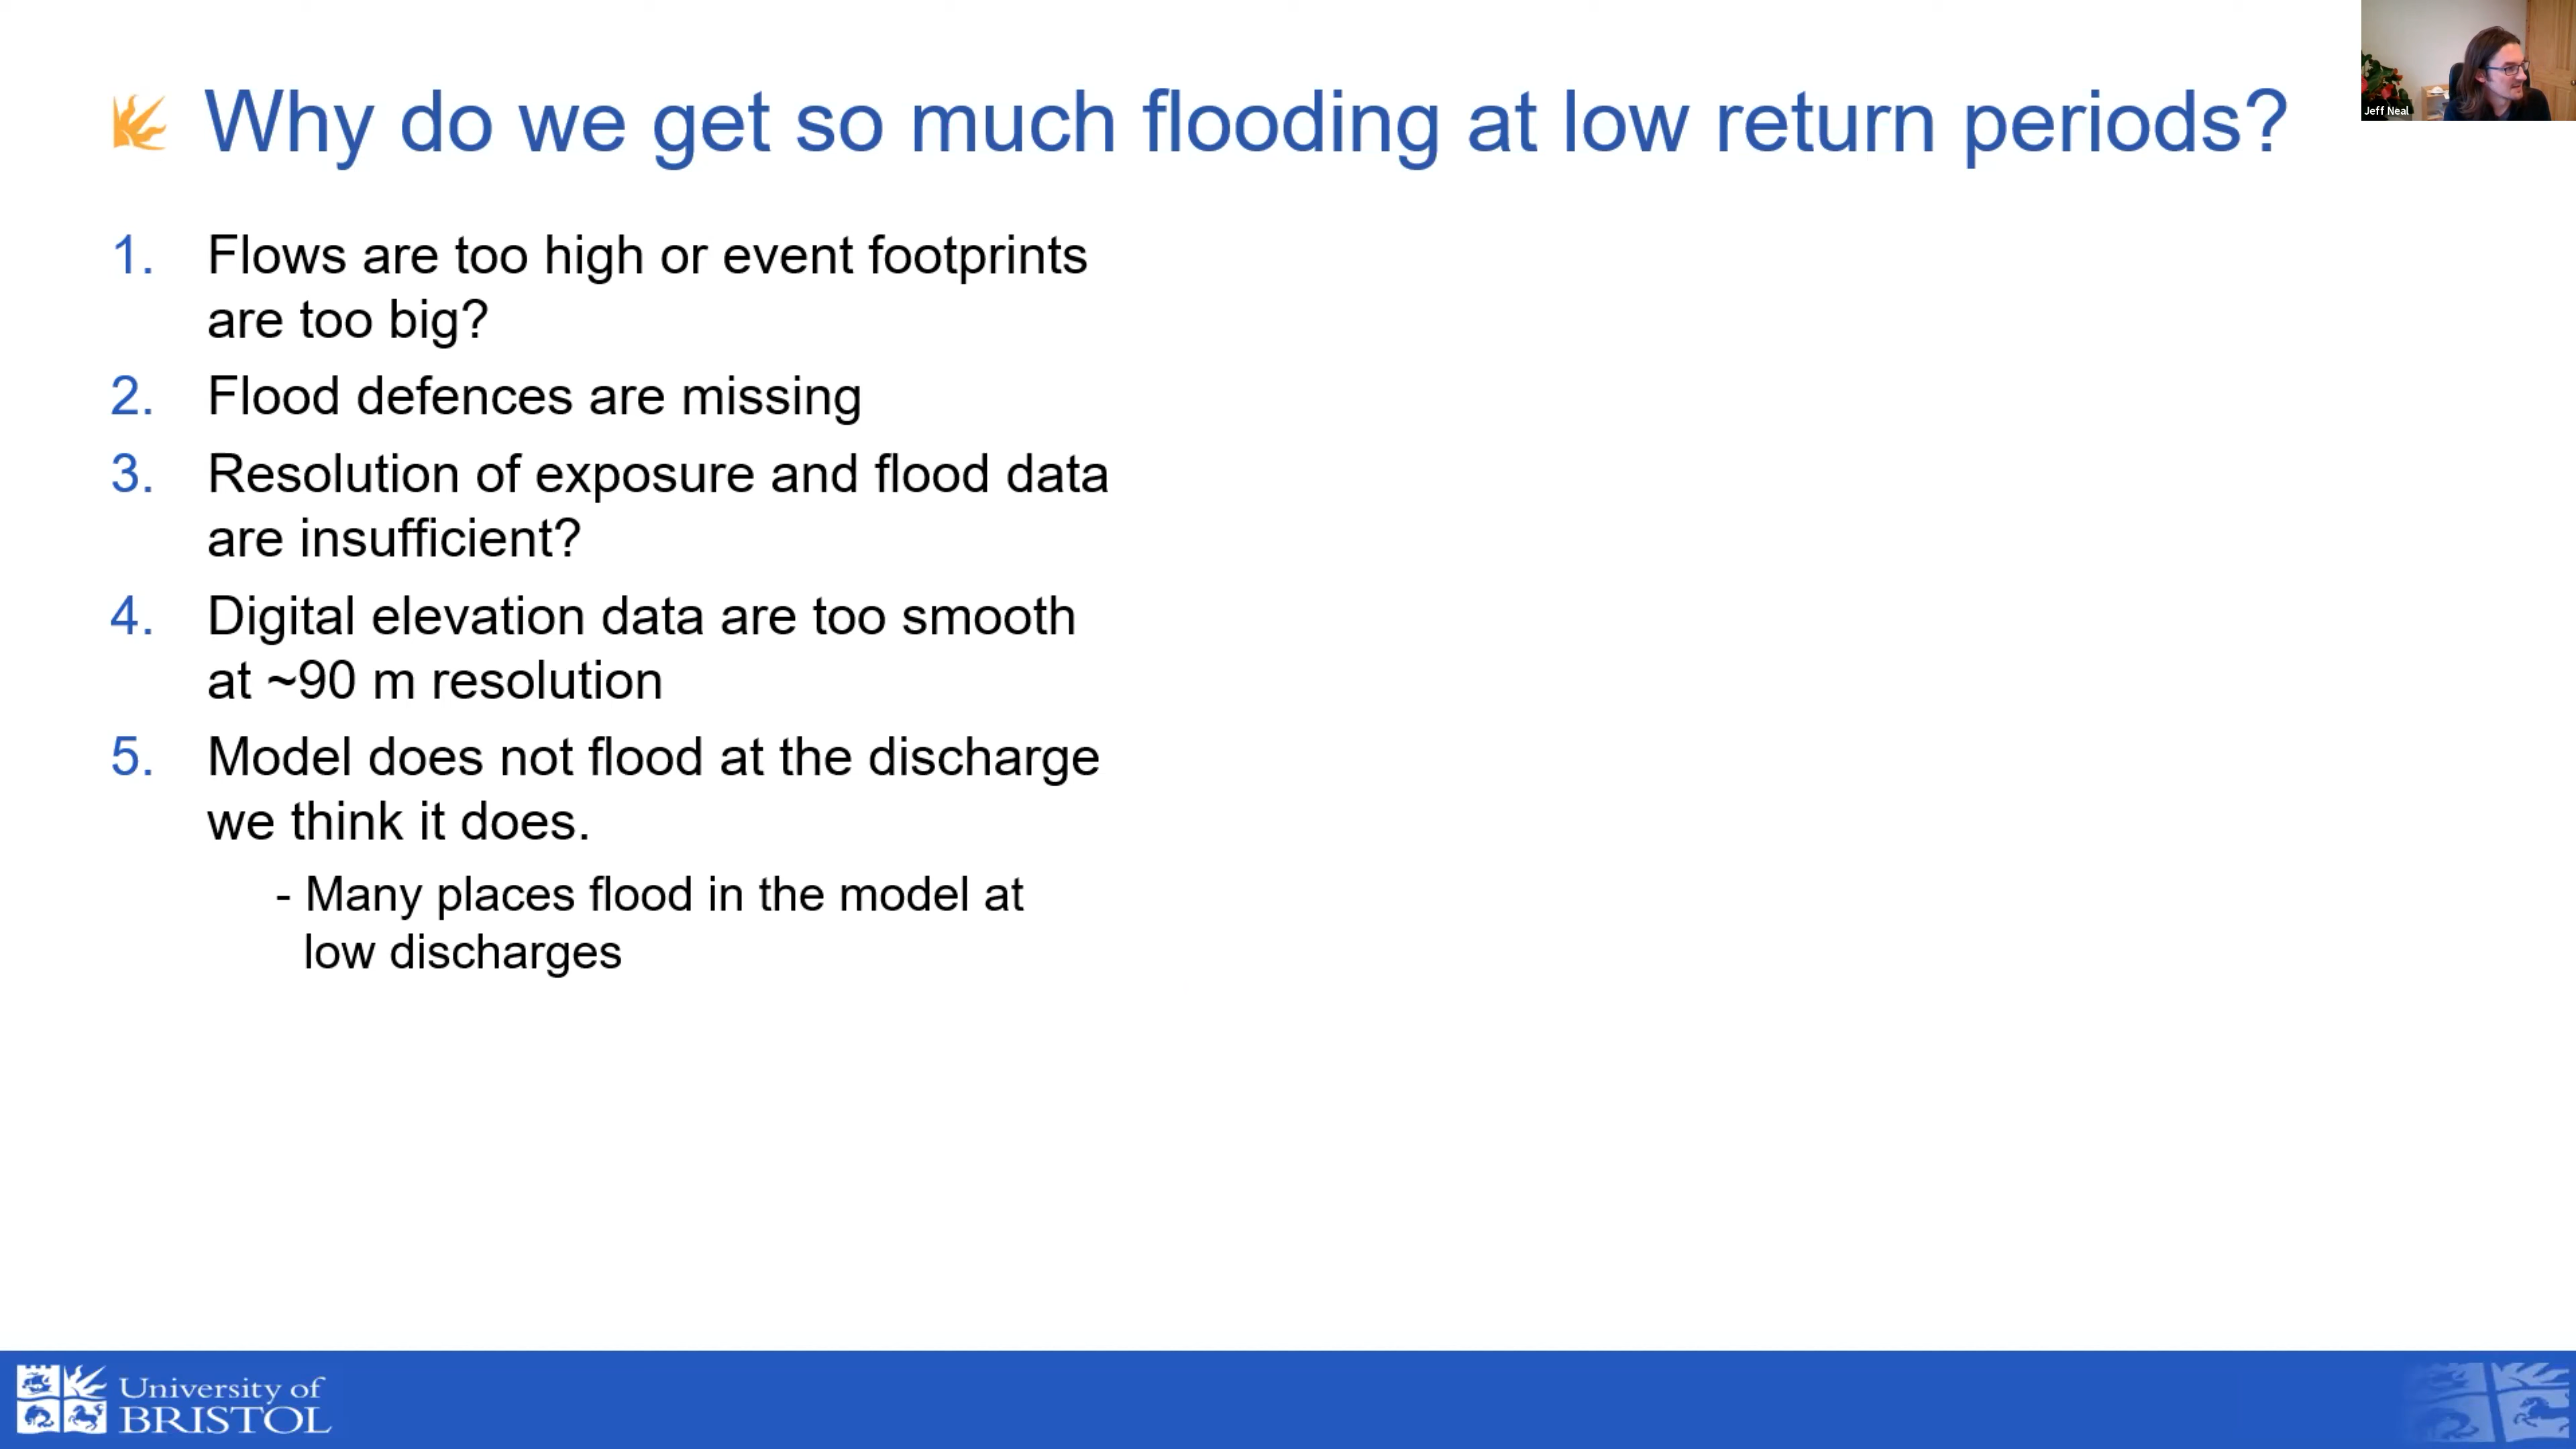 Why do we get so much flooding at low return periods?
Jeff Neal
1. Flows are too high or event footprints
are too big?
2. Flood defences are missing
3. Resolution of exposure and flood data
are insufficient?
4. Digital elevation data are too smooth
at ~90 m resolution
5. Model does not flood at the discharge
we think it does.
- Many places flood in the model at
low discharges
University of
BRISTOL